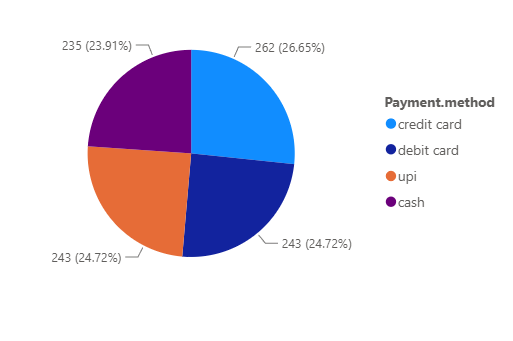 235 (23.91%)
262 (26.65%)
243 (24.72%)
243 (24.72%)
Payment.method
credit card
debit card
upi
cash